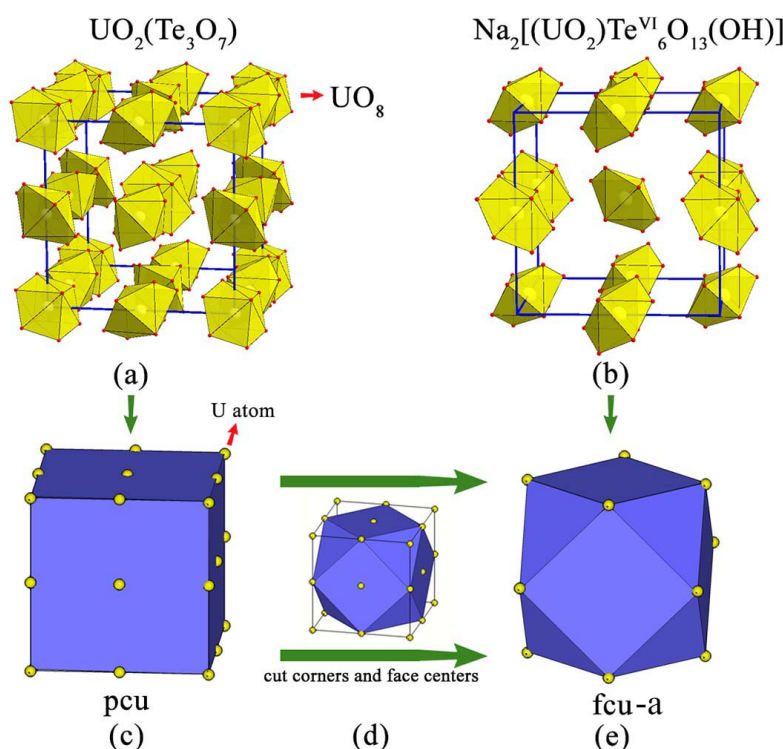 UO₂(Te₃O₇)
Na₂[(UO₂)Teⱽᴵ₆O₁₃(OH)]
UO₈
(a)
(b)
U atom
cut corners and face centers
pcu
fcu-a
(c)
(d)
(e)